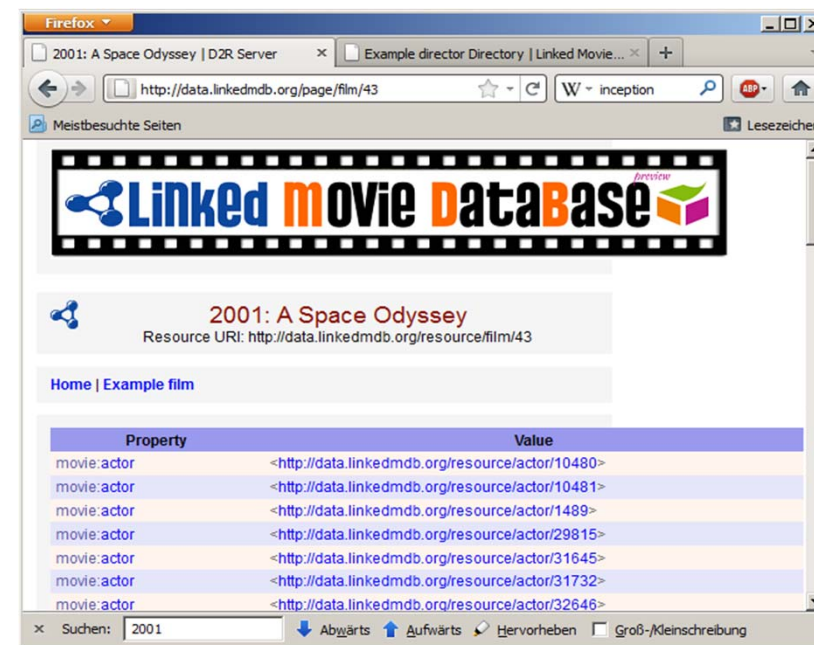 Firefox
2001: A Space Odyssey | D2R Server × Example director Directory | Linked Movie... × +
http://data.linkedmdb.org/page/film/43 W inception ABP
Meistbesuchte Seiten Lesezeichen
Linked Movie DataBase preview
2001: A Space Odyssey
Resource URI: http://data.linkedmdb.org/resource/film/43
Home | Example film
Property Value
movie:actor <http://data.linkedmdb.org/resource/actor/10480>
movie:actor <http://data.linkedmdb.org/resource/actor/10481>
movie:actor <http://data.linkedmdb.org/resource/actor/1489>
movie:actor <http://data.linkedmdb.org/resource/actor/29815>
movie:actor <http://data.linkedmdb.org/resource/actor/31645>
movie:actor <http://data.linkedmdb.org/resource/actor/31732>
movie:actor <http://data.linkedmdb.org/resource/actor/32646>
× Suchen: 2001 Abwärts Aufwärts Hervorheben Groß-/Kleinschreibung